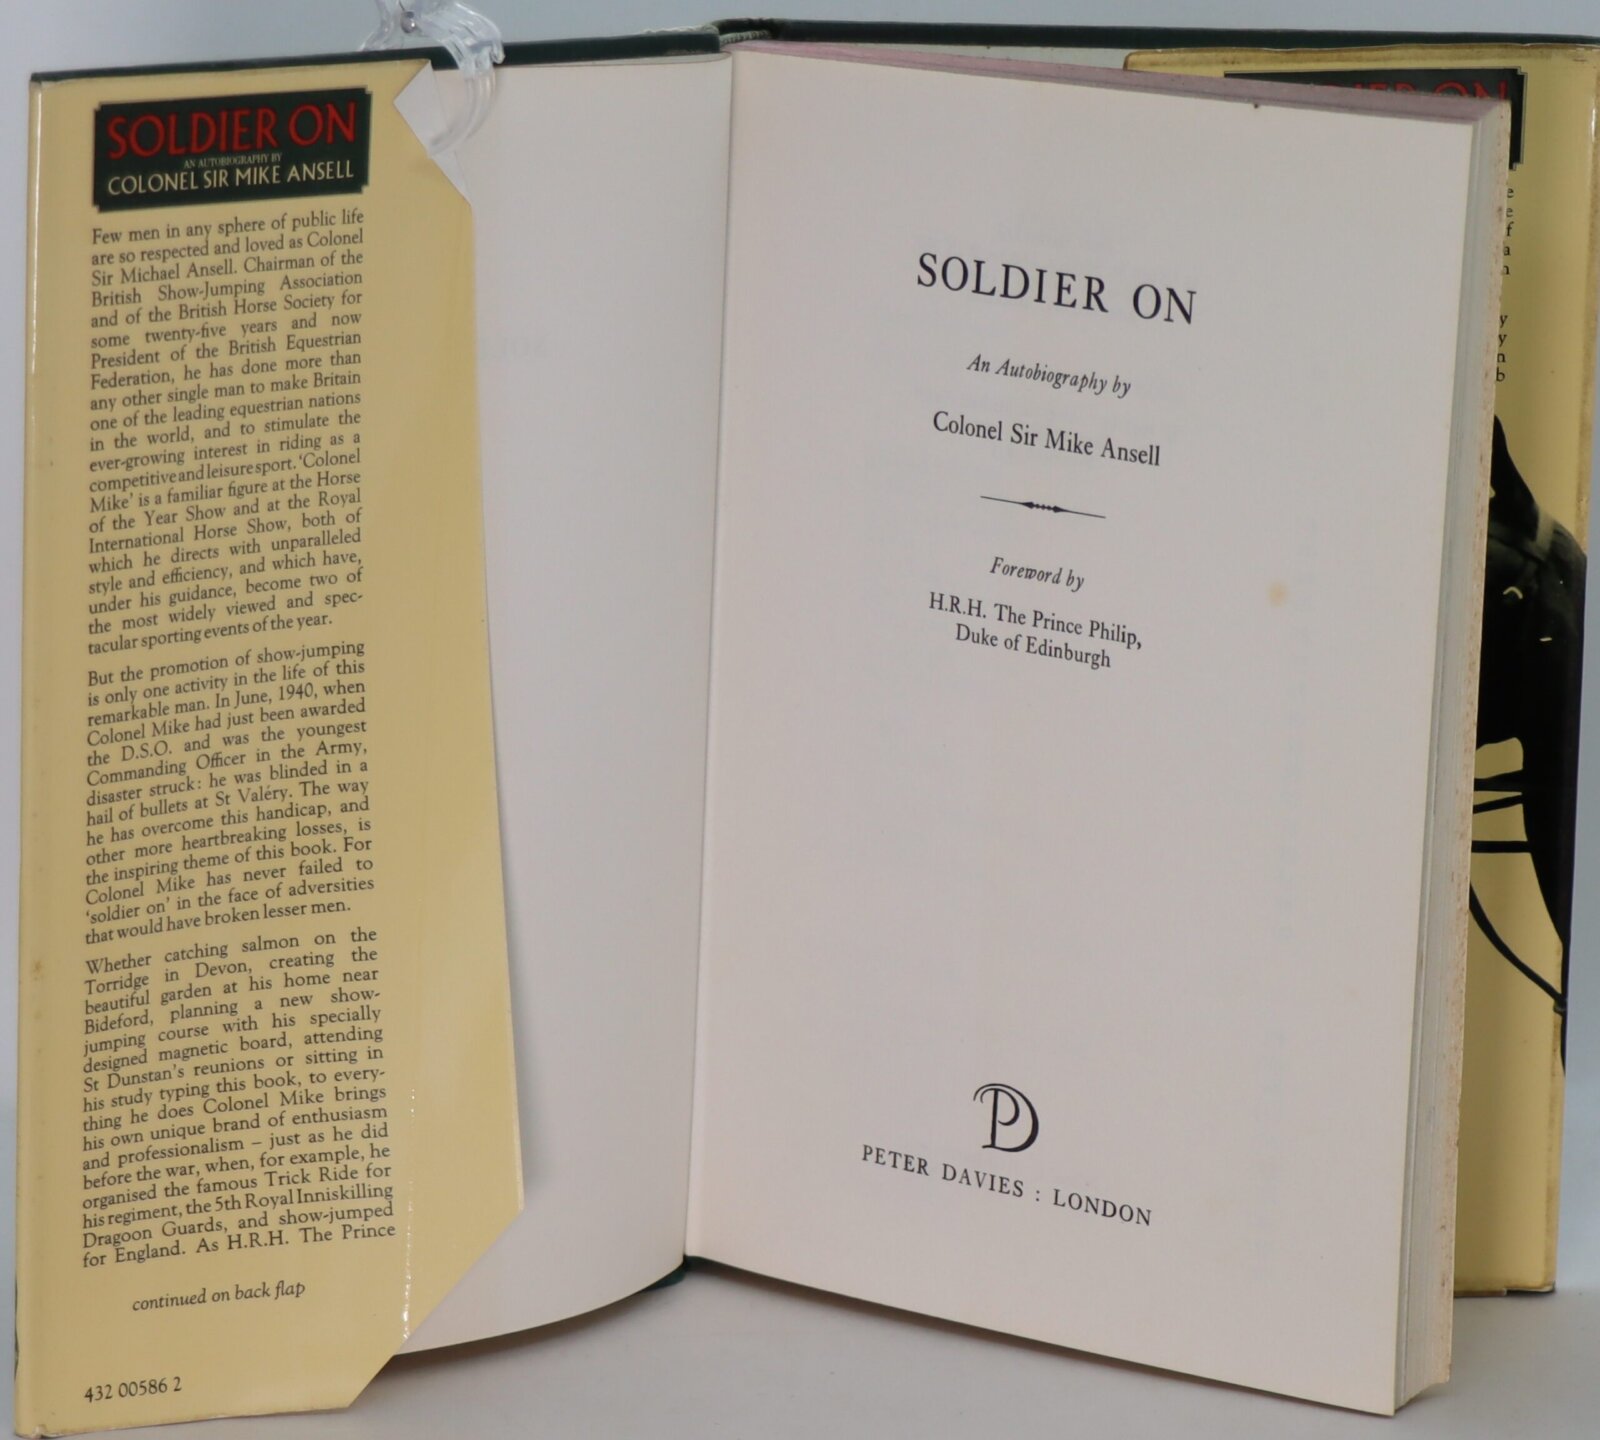 SOLDIER ON
AN AUTOBIOGRAPHY BY
COLONEL SIR MIKE ANSELL
Few men in any sphere of public life
are so respected and loved as Colonel
Sir Michael Ansell. Chairman of the
British Show-Jumping Association
and of the British Horse Society for
some twenty-five years and now
President of the British Equestrian
Federation, he has done more than
any other single man to make Britain
one of the leading equestrian nations
in the world, and to stimulate the
ever-growing interest in riding as a
competitive and leisure sport. 'Colonel
Mike' is a familiar figure at the Horse
of the Year Show and at the Royal
International Horse Show, both of
which he directs with unparalleled
style and efficiency, and which have,
under his guidance, become two of
the most widely viewed and spec-
tacular sporting events of the year.
But the promotion of show-jumping
is only one activity in the life of this
remarkable man. In June, 1940, when
Colonel Mike had just been awarded
the D.S.O. and was the youngest
Commanding Officer in the Army,
disaster struck: he was blinded in a
hail of bullets at St Valéry. The way
he has overcome this handicap, and
other more heartbreaking losses, is
the inspiring theme of this book. For
Colonel Mike has never failed to
'soldier on' in the face of adversities
that would have broken lesser men.
Whether catching salmon on the
Torridge in Devon, creating the
beautiful garden at his home near
Bideford, planning a new show-
jumping course with his specially
designed magnetic board, attending
St Dunstan's reunions or sitting in
his study typing this book, to every-
thing he does Colonel Mike brings
his own unique brand of enthusiasm
and professionalism – just as he did
before the war, when, for example, he
organised the famous Trick Ride for
his regiment, the 5th Royal Inniskilling
Dragoon Guards, and show-jumped
for England. As H.R.H. The Prince
continued on back flap
432 00586 2
SOLDIER ON
An Autobiography by
Colonel Sir Mike Ansell
Foreword by
H.R.H. The Prince Philip,
Duke of Edinburgh
PD
PETER DAVIES : LONDON